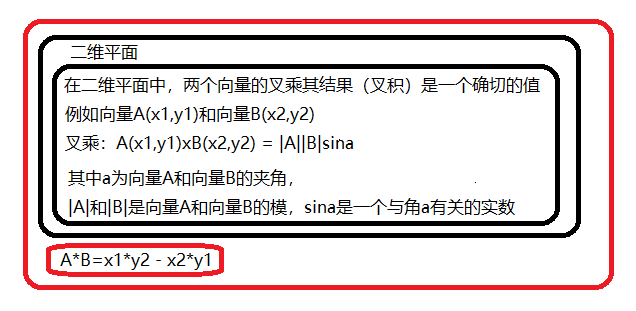 二维平面
在二维平面中，两个向量的叉乘其结果（叉积）是一个确切的值
例如向量A(x1,y1)和向量B(x2,y2)
叉乘：A(x1,y1)xB(x2,y2) = |A||B|sina
其中a为向量A和向量B的夹角，
|A|和|B|是向量A和向量B的模，sina是一个与角a有关的实数
A*B=x1*y2 - x2*y1